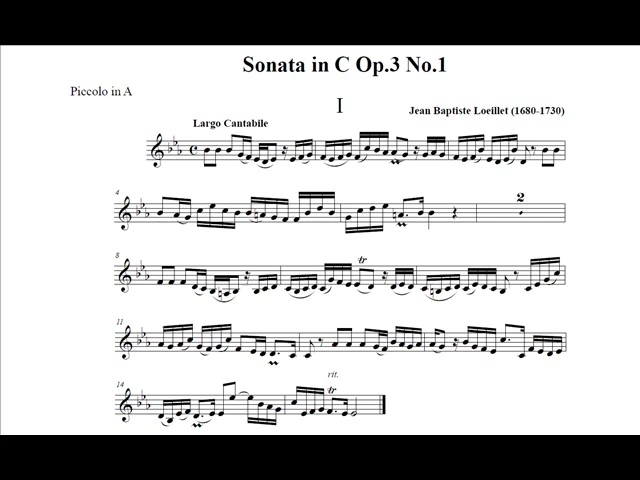 Sonata in C Op.3 No.1
Piccolo in A
I
Jean Baptiste Loeillet (1680-1730)
Largo Cantabile
4
2
8
tr
tr
11
14
rit.
tr